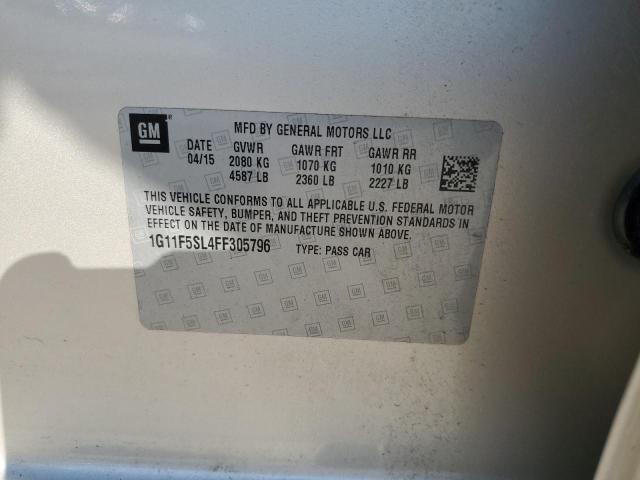 GM
MFD BY GENERAL MOTORS LLC
DATE GVWR GAWR FRT GAWR RR
04/15 2080 KG 1070 KG 1010 KG
4587 LB 2360 LB 2227 LB
THIS VEHICLE CONFORMS TO ALL APPLICABLE U.S. FEDERAL MOTOR
VEHICLE SAFETY, BUMPER, AND THEFT PREVENTION STANDARDS IN
EFFECT ON THE DATE OF MANUFACTURE SHOWN ABOVE.
1G11F5SL4FF305796 TYPE: PASS CAR